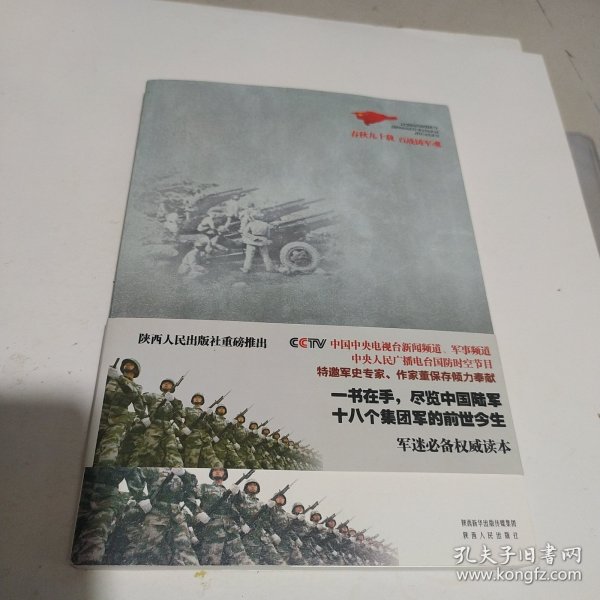 春秋九十载 百战铸军魂
陕西人民出版社重磅推出
CCTV 中国中央电视台新闻频道、军事频道
中央人民广播电台国防时空节目
特邀军史专家、作家董保存倾力奉献
一书在手，尽览中国陆军
十八个集团军的前世今生
军迷必备权威读本
陕西新华出版传媒集团
陕西人民出版社
孔夫子旧书网
www.kongfz.com